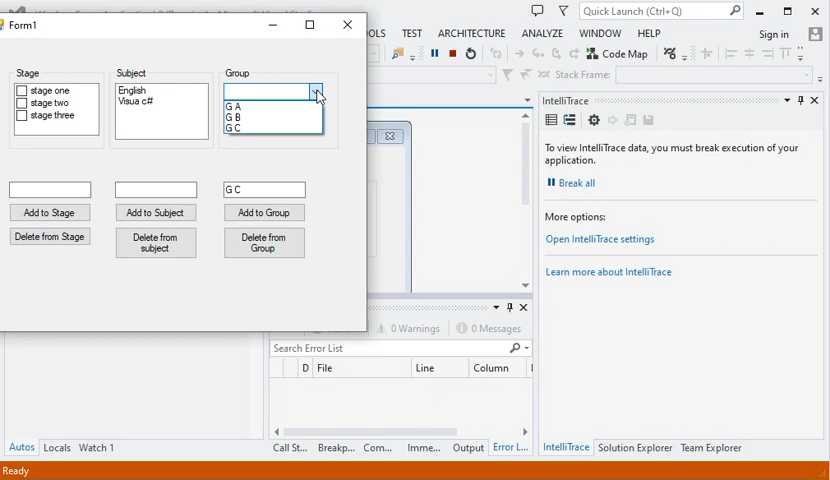 Form1
Quick Launch (Ctrl+Q)
Sign in
TEST
ARCHITECTURE
ANALYZE
WINDOW
HELP
Code Map
Stack Frame:
Stage
stage one
stage two
stage three
Subject
English
Visua c#
Group
G A
G B
G C
G C
Add to Stage
Add to Subject
Add to Group
Delete from Stage
Delete from
subject
Delete from
Group
IntelliTrace
To view IntelliTrace data, you must break execution of your
application.
Break all
More options:
Open IntelliTrace settings
Learn more about IntelliTrace
0 Warnings
0 Messages
Search Error List
D
File
Line
Column
Autos
Locals
Watch 1
Call St...
Breakp...
Com...
Imme...
Output
Error L...
IntelliTrace
Solution Explorer
Team Explorer
Ready